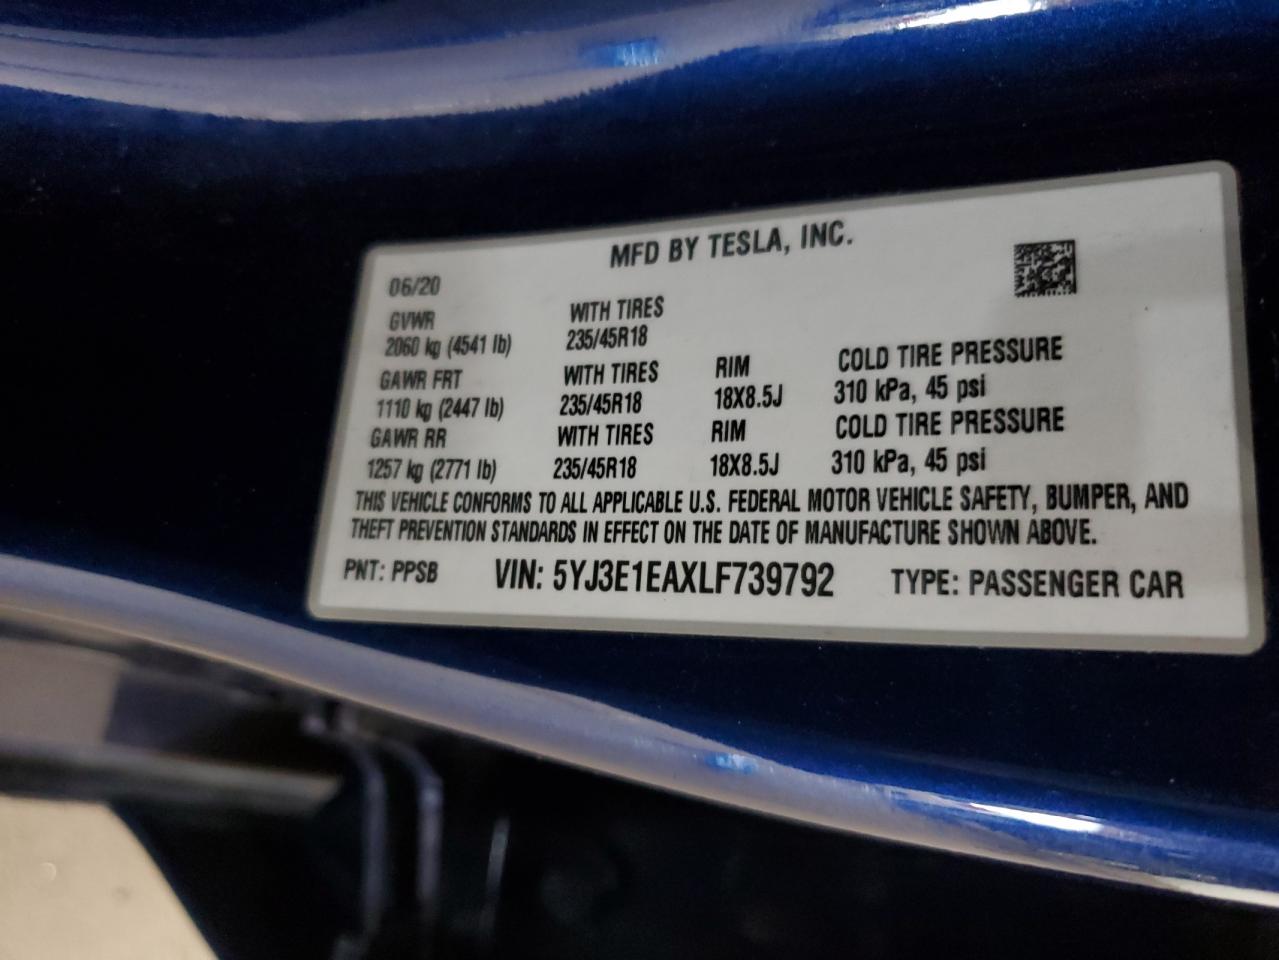 MFD BY TESLA, INC.
06/20
GVWR WITH TIRES
2060 kg (4541 lb) 235/45R18
GAWR FRT WITH TIRES RIM COLD TIRE PRESSURE
1110 kg (2447 lb) 235/45R18 18X8.5J 310 kPa, 45 psi
GAWR RR WITH TIRES RIM COLD TIRE PRESSURE
1257 kg (2771 lb) 235/45R18 18X8.5J 310 kPa, 45 psi
THIS VEHICLE CONFORMS TO ALL APPLICABLE U.S. FEDERAL MOTOR VEHICLE SAFETY, BUMPER, AND
THEFT PREVENTION STANDARDS IN EFFECT ON THE DATE OF MANUFACTURE SHOWN ABOVE.
PNT: PPSB VIN: 5YJ3E1EAXLF739792 TYPE: PASSENGER CAR